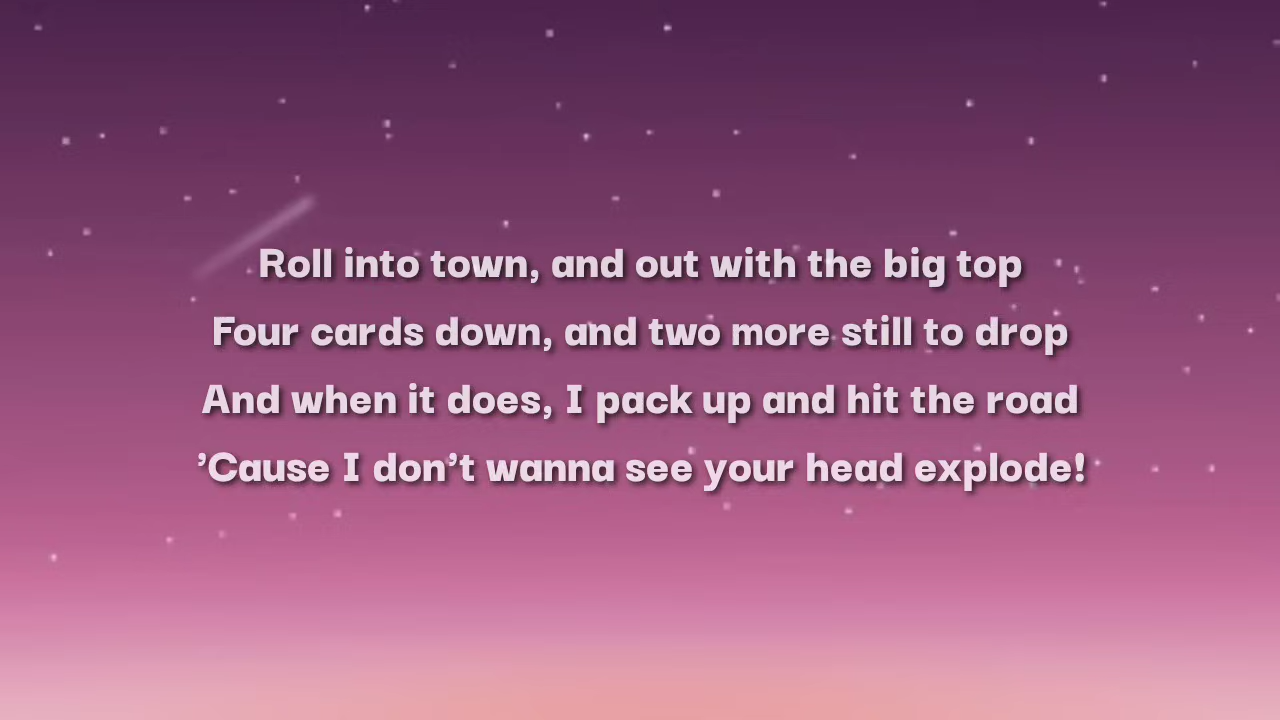 Roll into town, and out with the big top
Four cards down, and two more still to drop
And when it does, I pack up and hit the road
’Cause I don’t wanna see your head explode!